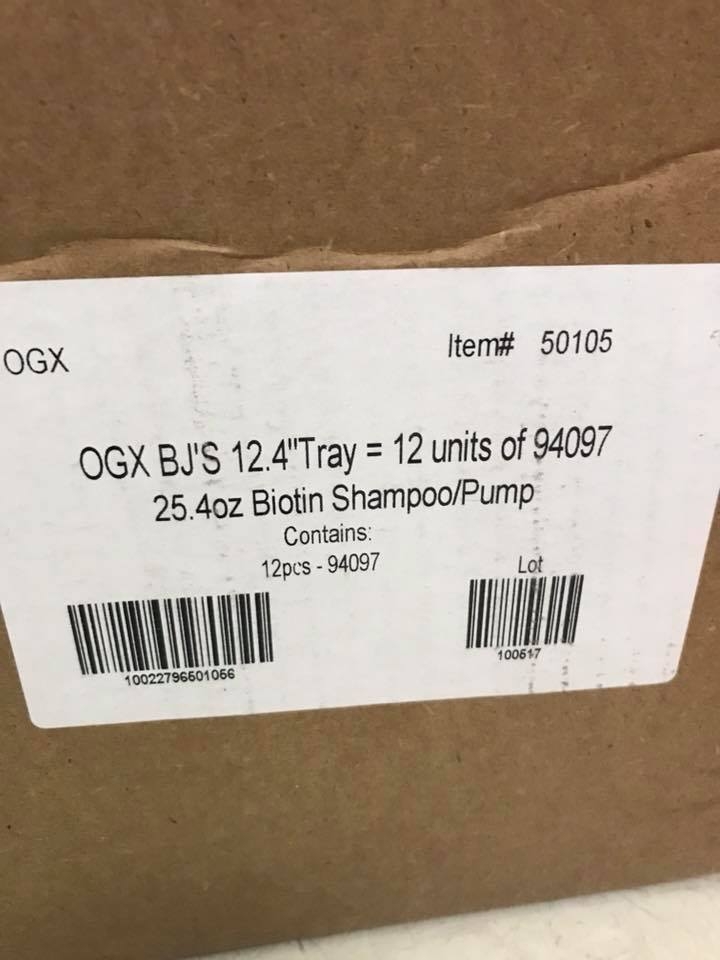 OGX
Item# 50105
OGX BJ'S 12.4"Tray = 12 units of 94097
25.4oz Biotin Shampoo/Pump
Contains:
12pcs - 94097
Lot
10022796501056
100517